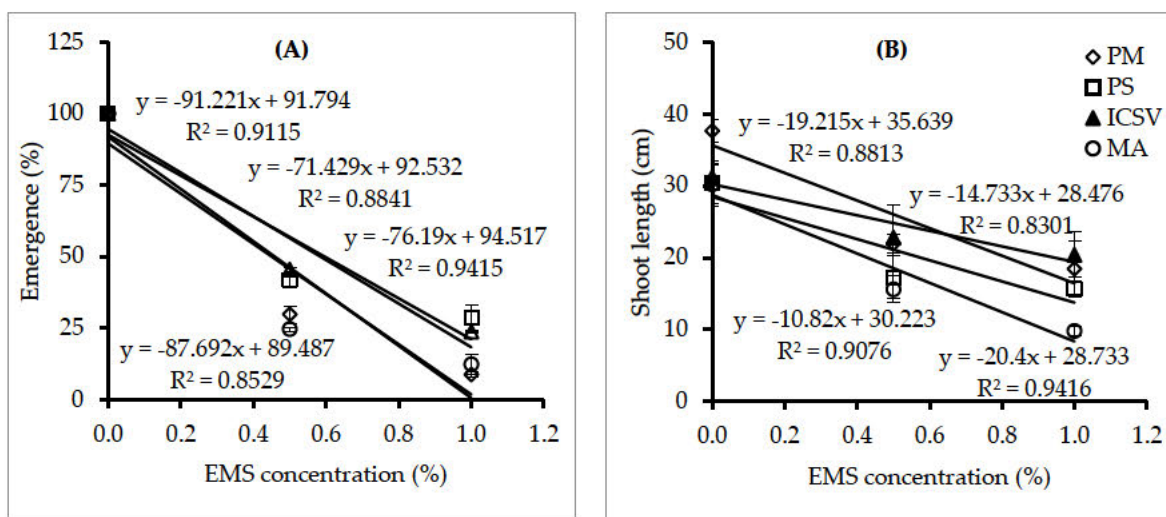 (A)
125
100
75
50
25
0
Emergence (%)
y = -91.221x + 91.794
R² = 0.9115
y = -71.429x + 92.532
R² = 0.8841
y = -76.19x + 94.517
R² = 0.9415
y = -87.692x + 89.487
R² = 0.8529
0.0 0.2 0.4 0.6 0.8 1.0 1.2
EMS concentration (%)
(B)
50
40
30
20
10
0
Shoot length (cm)
PM
PS
ICSV
MA
y = -19.215x + 35.639
R² = 0.8813
y = -14.733x + 28.476
R² = 0.8301
y = -10.82x + 30.223
R² = 0.9076
y = -20.4x + 28.733
R² = 0.9416
0.0 0.2 0.4 0.6 0.8 1.0 1.2
EMS concentration (%)